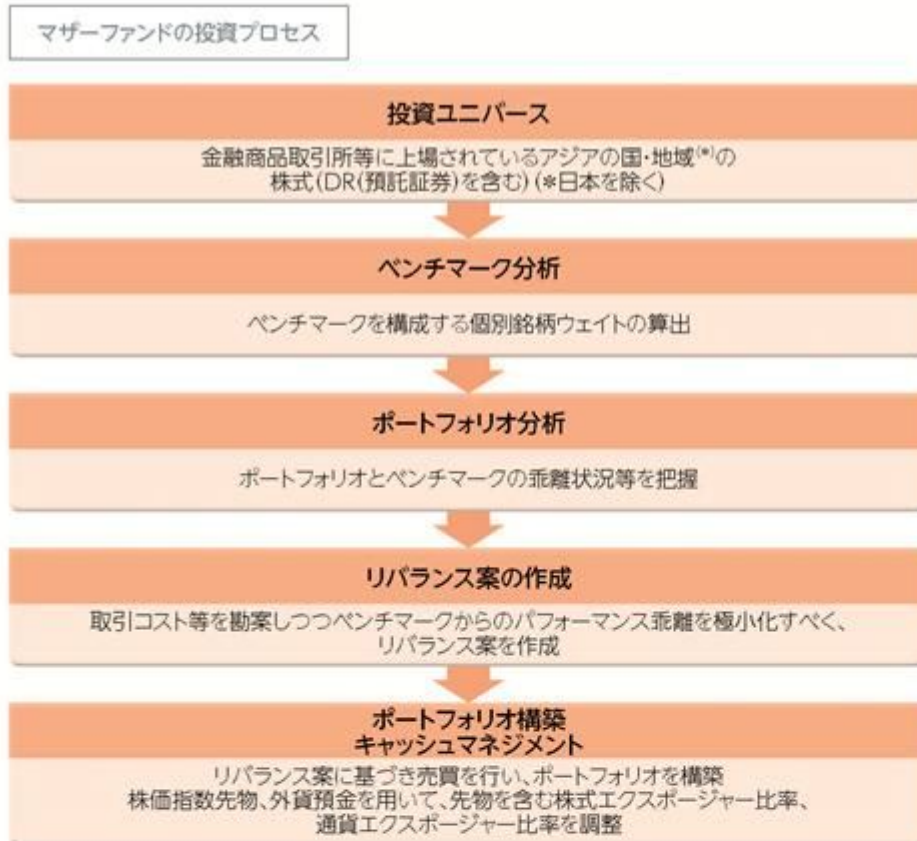 マザーファンドの投資プロセス
投資ユニバース
金融商品取引所等に上場されているアジアの国・地域(*)の
株式(DR(預託証券)を含む)(*日本を除く)
ベンチマーク分析
ベンチマークを構成する個別銘柄ウェイトの算出
ポートフォリオ分析
ポートフォリオとベンチマークの乖離状況等を把握
リバランス案の作成
取引コスト等を勘案しつつベンチマークからのパフォーマンス乖離を極小化すべく、
リバランス案を作成
ポートフォリオ構築
キャッシュマネジメント
リバランス案に基づき売買を行い、ポートフォリオを構築
株価指数先物、外貨預金を用いて、先物を含む株式エクスポージャー比率、
通貨エクスポージャー比率を調整